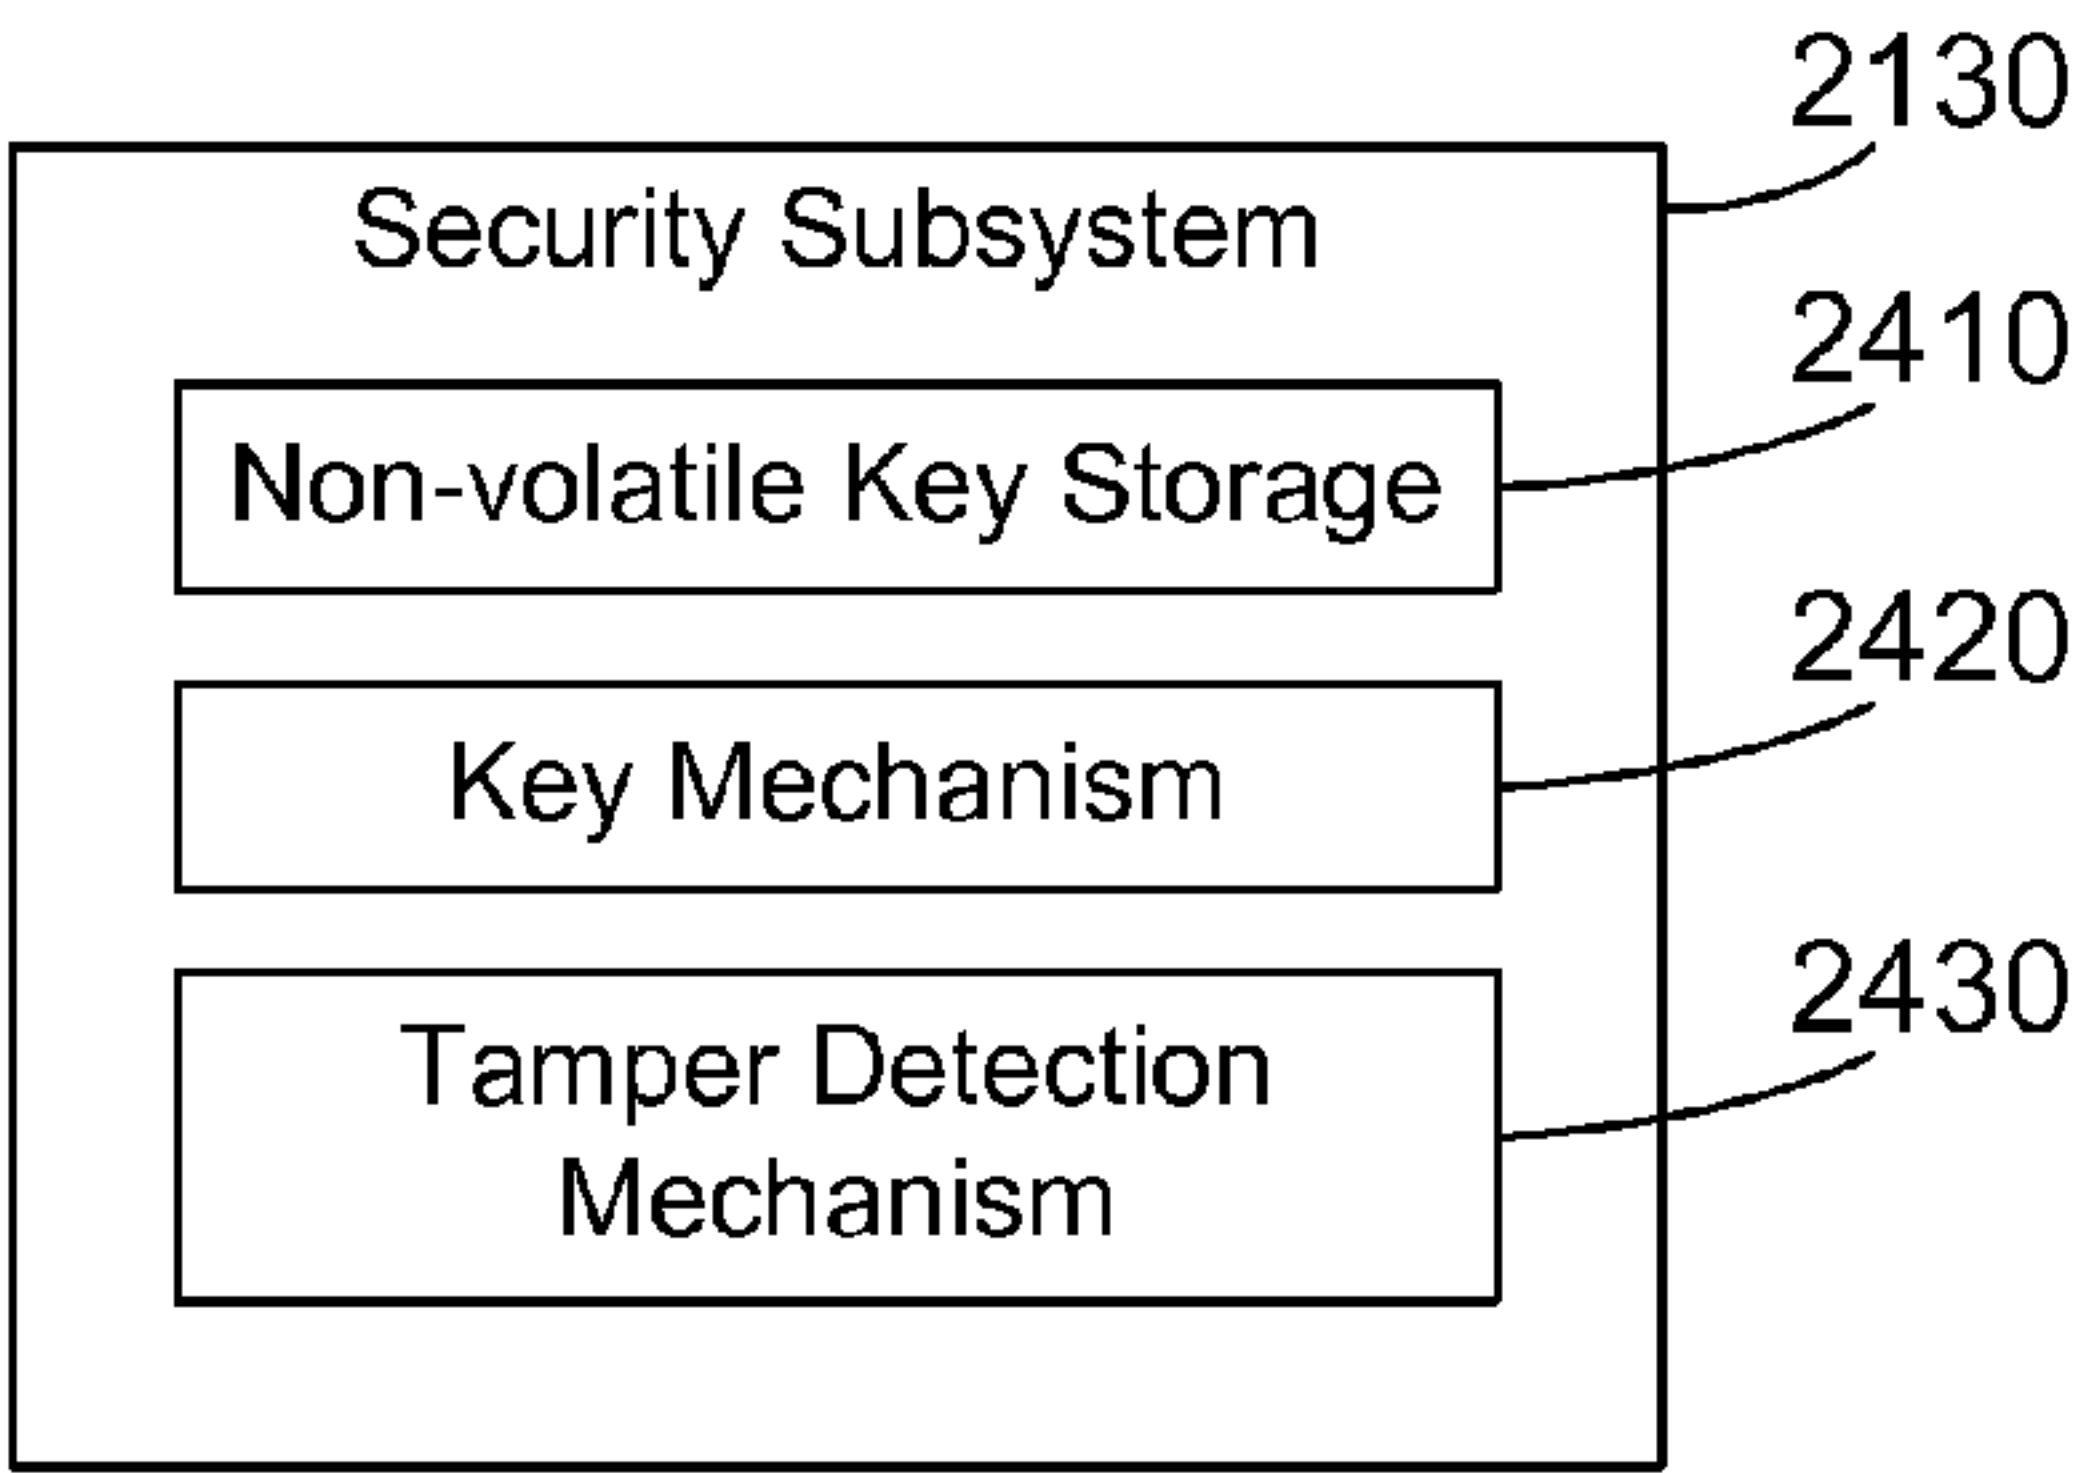 2130
Security Subsystem
2410
Non-volatile Key Storage
2420
Key Mechanism
2430
Tamper Detection
Mechanism